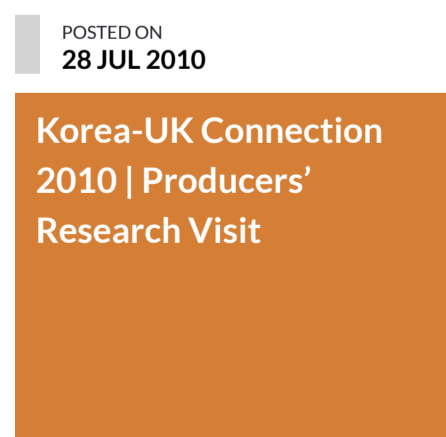 POSTED ON
28 JUL 2010
Korea-UK Connection
2010 | Producers’
Research Visit